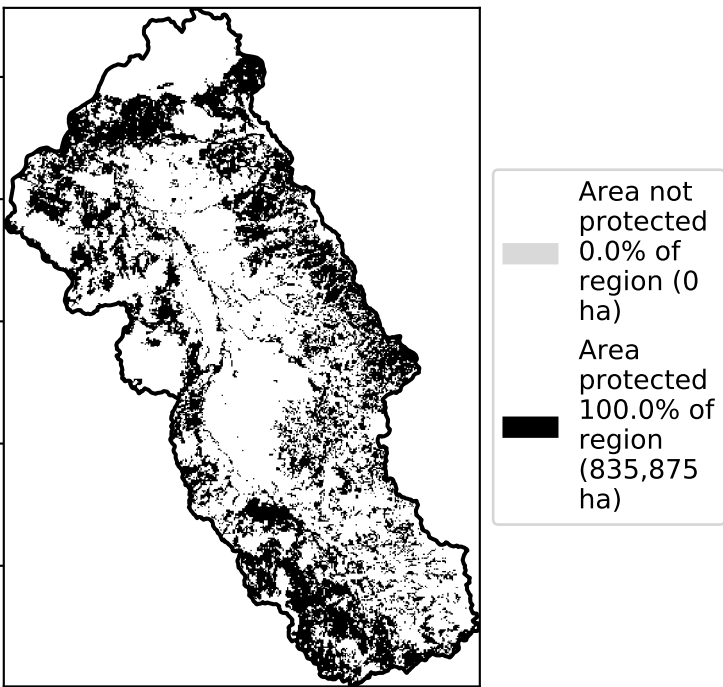 Area not
protected
0.0% of
region (0
ha)
Area
protected
100.0% of
region
(835,875
ha)